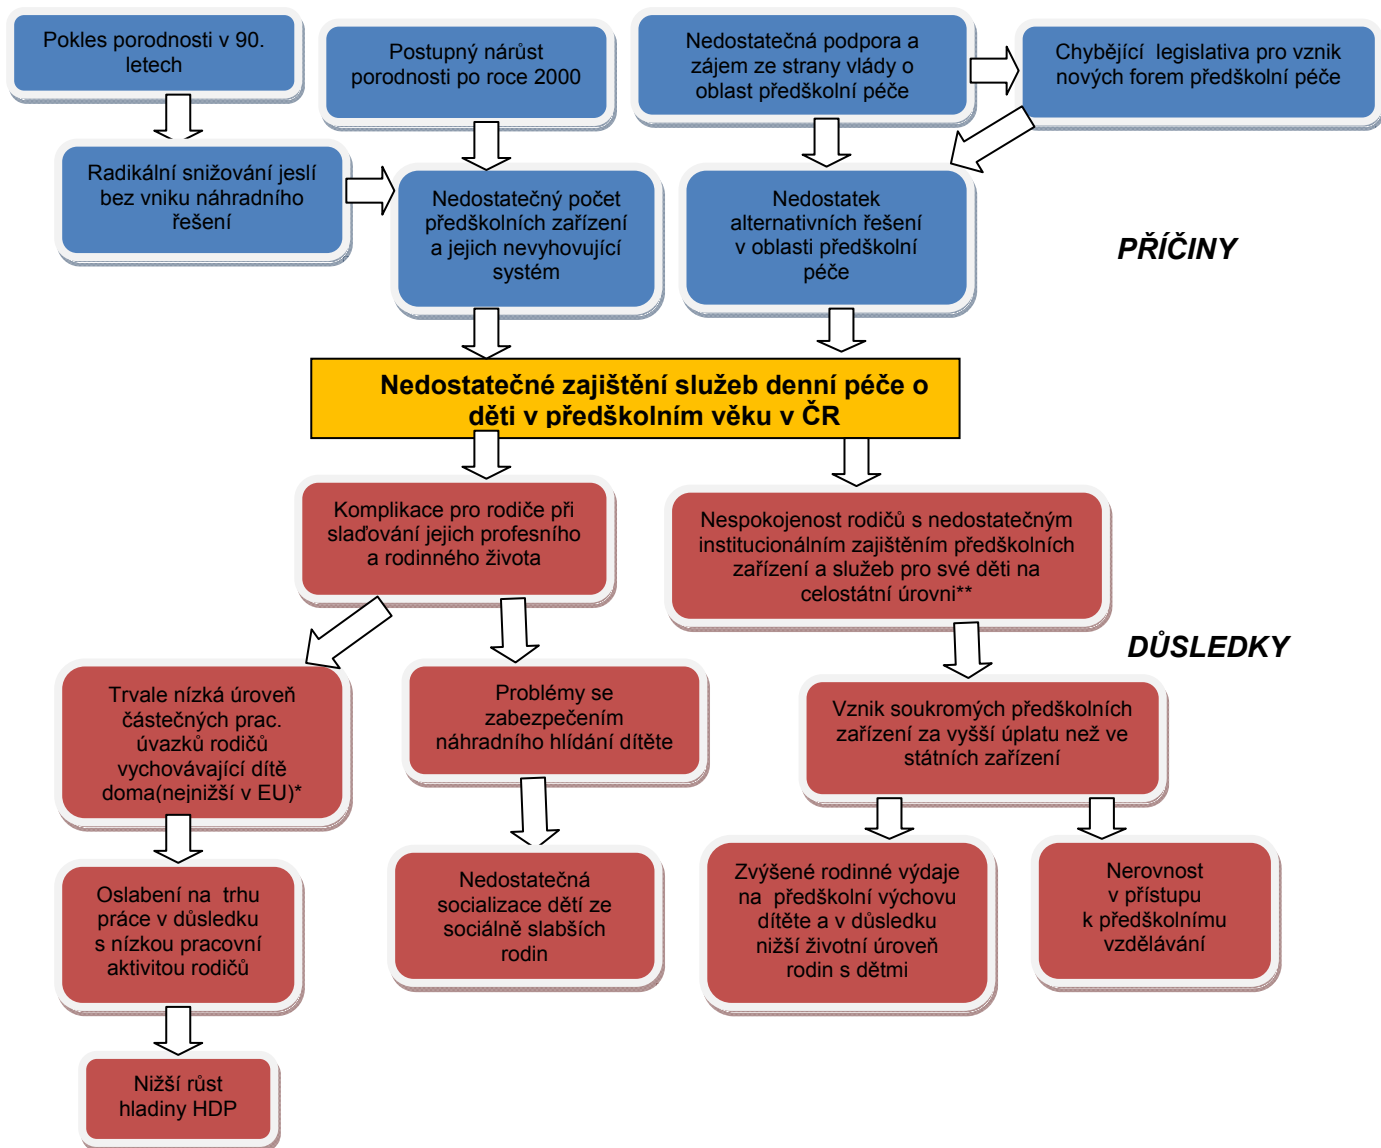 Pokles porodnosti v 90.
letech
Postupný nárůst
porodnosti po roce 2000
Nedostatečná podpora a
zájem ze strany vlády o
oblast předškolní péče
Chybějící legislativa pro vznik
nových forem předškolní péče
Radikální snižování jeslí
bez vniku náhradního
řešení
Nedostatečný počet
předškolních zařízení
a jejich nevyhovující
systém
Nedostatek
alternativních řešení
v oblasti předškolní
péče
PŘÍČINY
Nedostatečné zajištění služeb denní péče o
děti v předškolním věku v ČR
Komplikace pro rodiče při
slaďování jejich profesního
a rodinného života
Nespokojenost rodičů s nedostatečným
institucionálním zajištěním předškolních
zařízení a služeb pro své děti na
celostátní úrovni**
DŮSLEDKY
Trvale nízká úroveň
částečných prac.
úvazků rodičů
vychovávající dítě
doma(nejnižší v EU)*
Problémy se
zabezpečením
náhradního hlídání dítěte
Vznik soukromých předškolních
zařízení za vyšší úplatu než ve
státních zařízení
Oslabení na trhu
práce v důsledku
s nízkou pracovní
aktivitou rodičů
Nedostatečná
socializace dětí ze
sociálně slabších
rodin
Zvýšené rodinné výdaje
na předškolní výchovu
dítěte a v důsledku
nižší životní úroveň
rodin s dětmi
Nerovnost
v přístupu
k předškolnímu
vzdělávání
Nižší růst
hladiny HDP